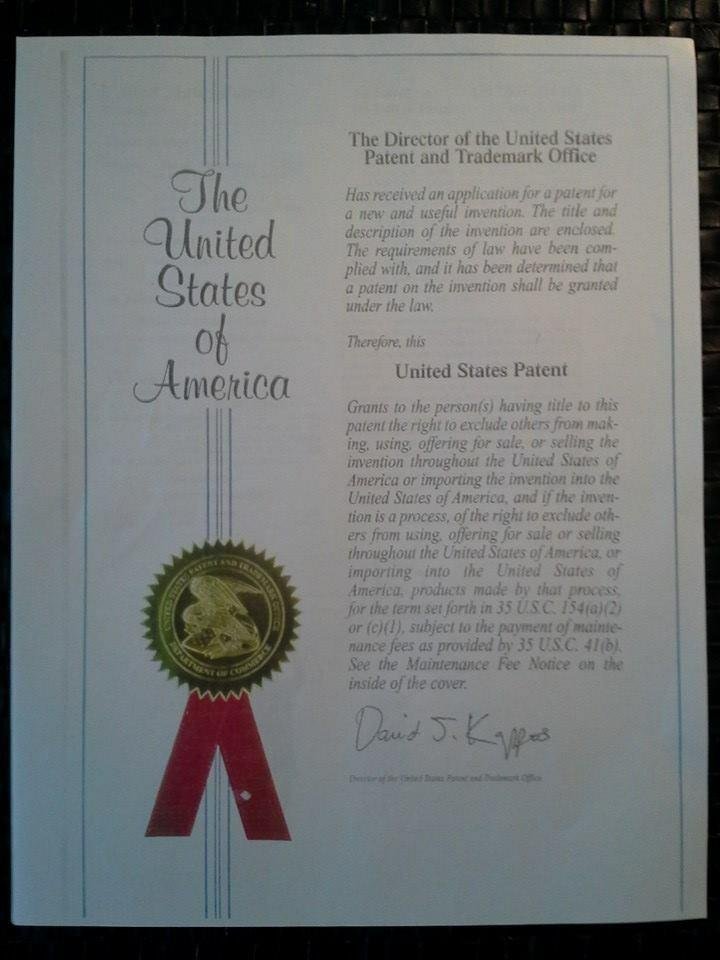 The
United
States
of
America
The Director of the United States
Patent and Trademark Office
Has received an application for a patent for
a new and useful invention. The title and
description of the invention are enclosed.
The requirements of law have been com-
plied with, and it has been determined that
a patent on the invention shall be granted
under the law.
Therefore, this
United States Patent
Grants to the person(s) having title to this
patent the right to exclude others from mak-
ing, using, offering for sale, or selling the
invention throughout the United States of
America or importing the invention into the
United States of America, and if the inven-
tion is a process, of the right to exclude oth-
ers from using, offering for sale or selling
throughout the United States of America, or
importing into the United States of
America, products made by that process,
for the term set forth in 35 U.S.C. 154(a)(2)
or (c)(1), subject to the payment of mainte-
nance fees as provided by 35 U.S.C. 41(b).
See the Maintenance Fee Notice on the
inside of the cover.
David J. Kappos
Director of the United States Patent and Trademark Office
UNITED STATES PATENT AND TRADEMARK OFFICE
DEPARTMENT OF COMMERCE